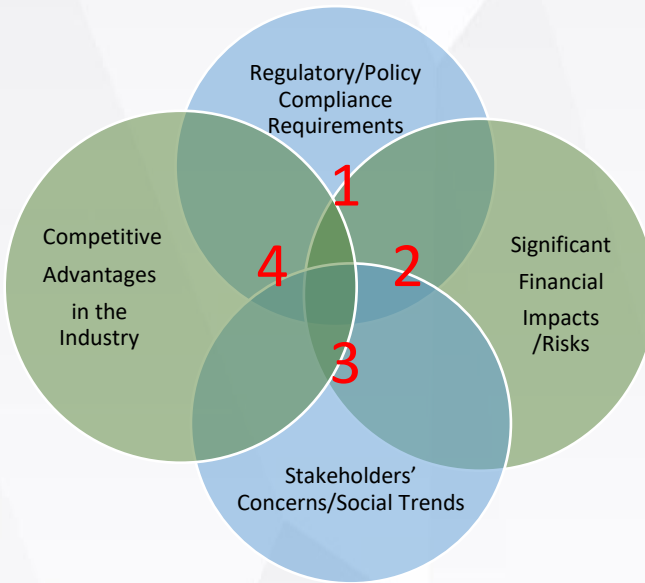 Regulatory/Policy
Compliance
Requirements
1
Competitive
Advantages
in the
Industry
4
2
Significant
Financial
Impacts
/Risks
3
Stakeholders’
Concerns/Social Trends